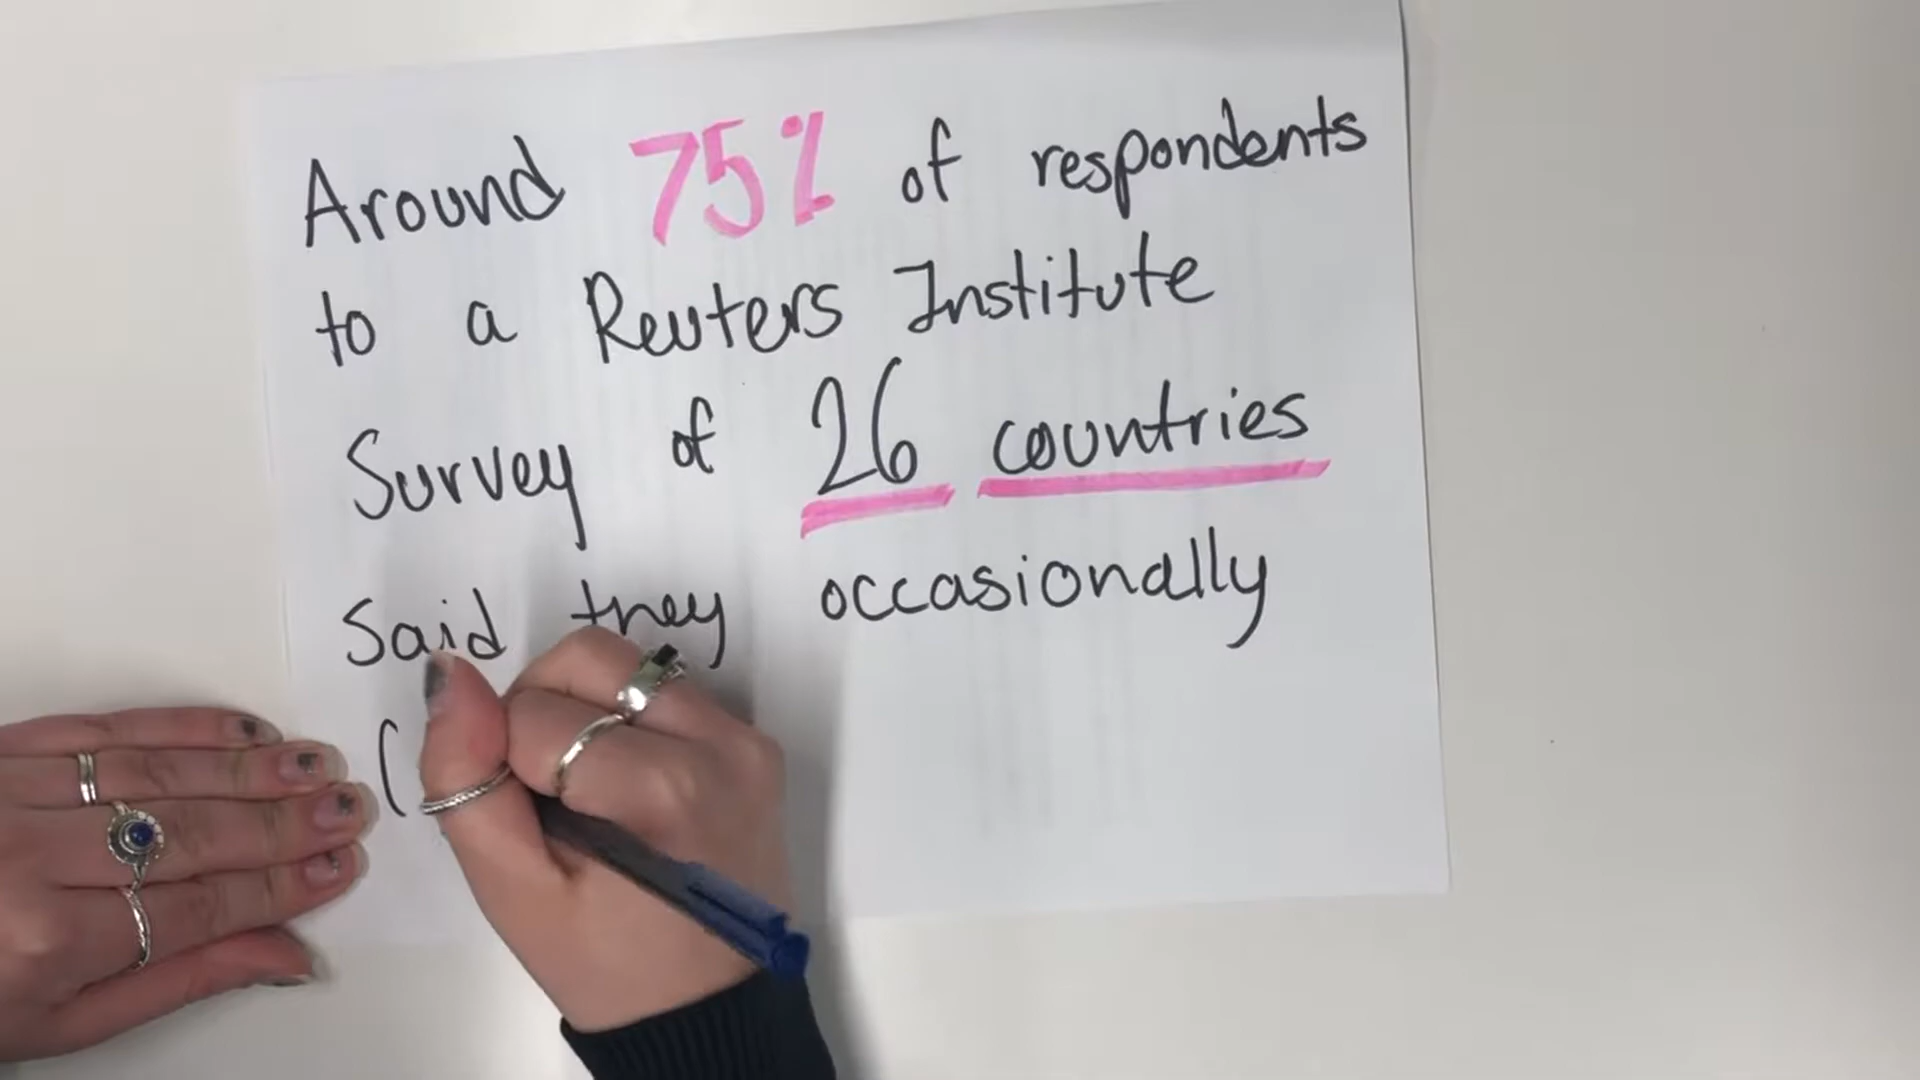 Around 75% of respondents
to a Reuters Institute
Survey of 26 countries
Said they occasionally
(